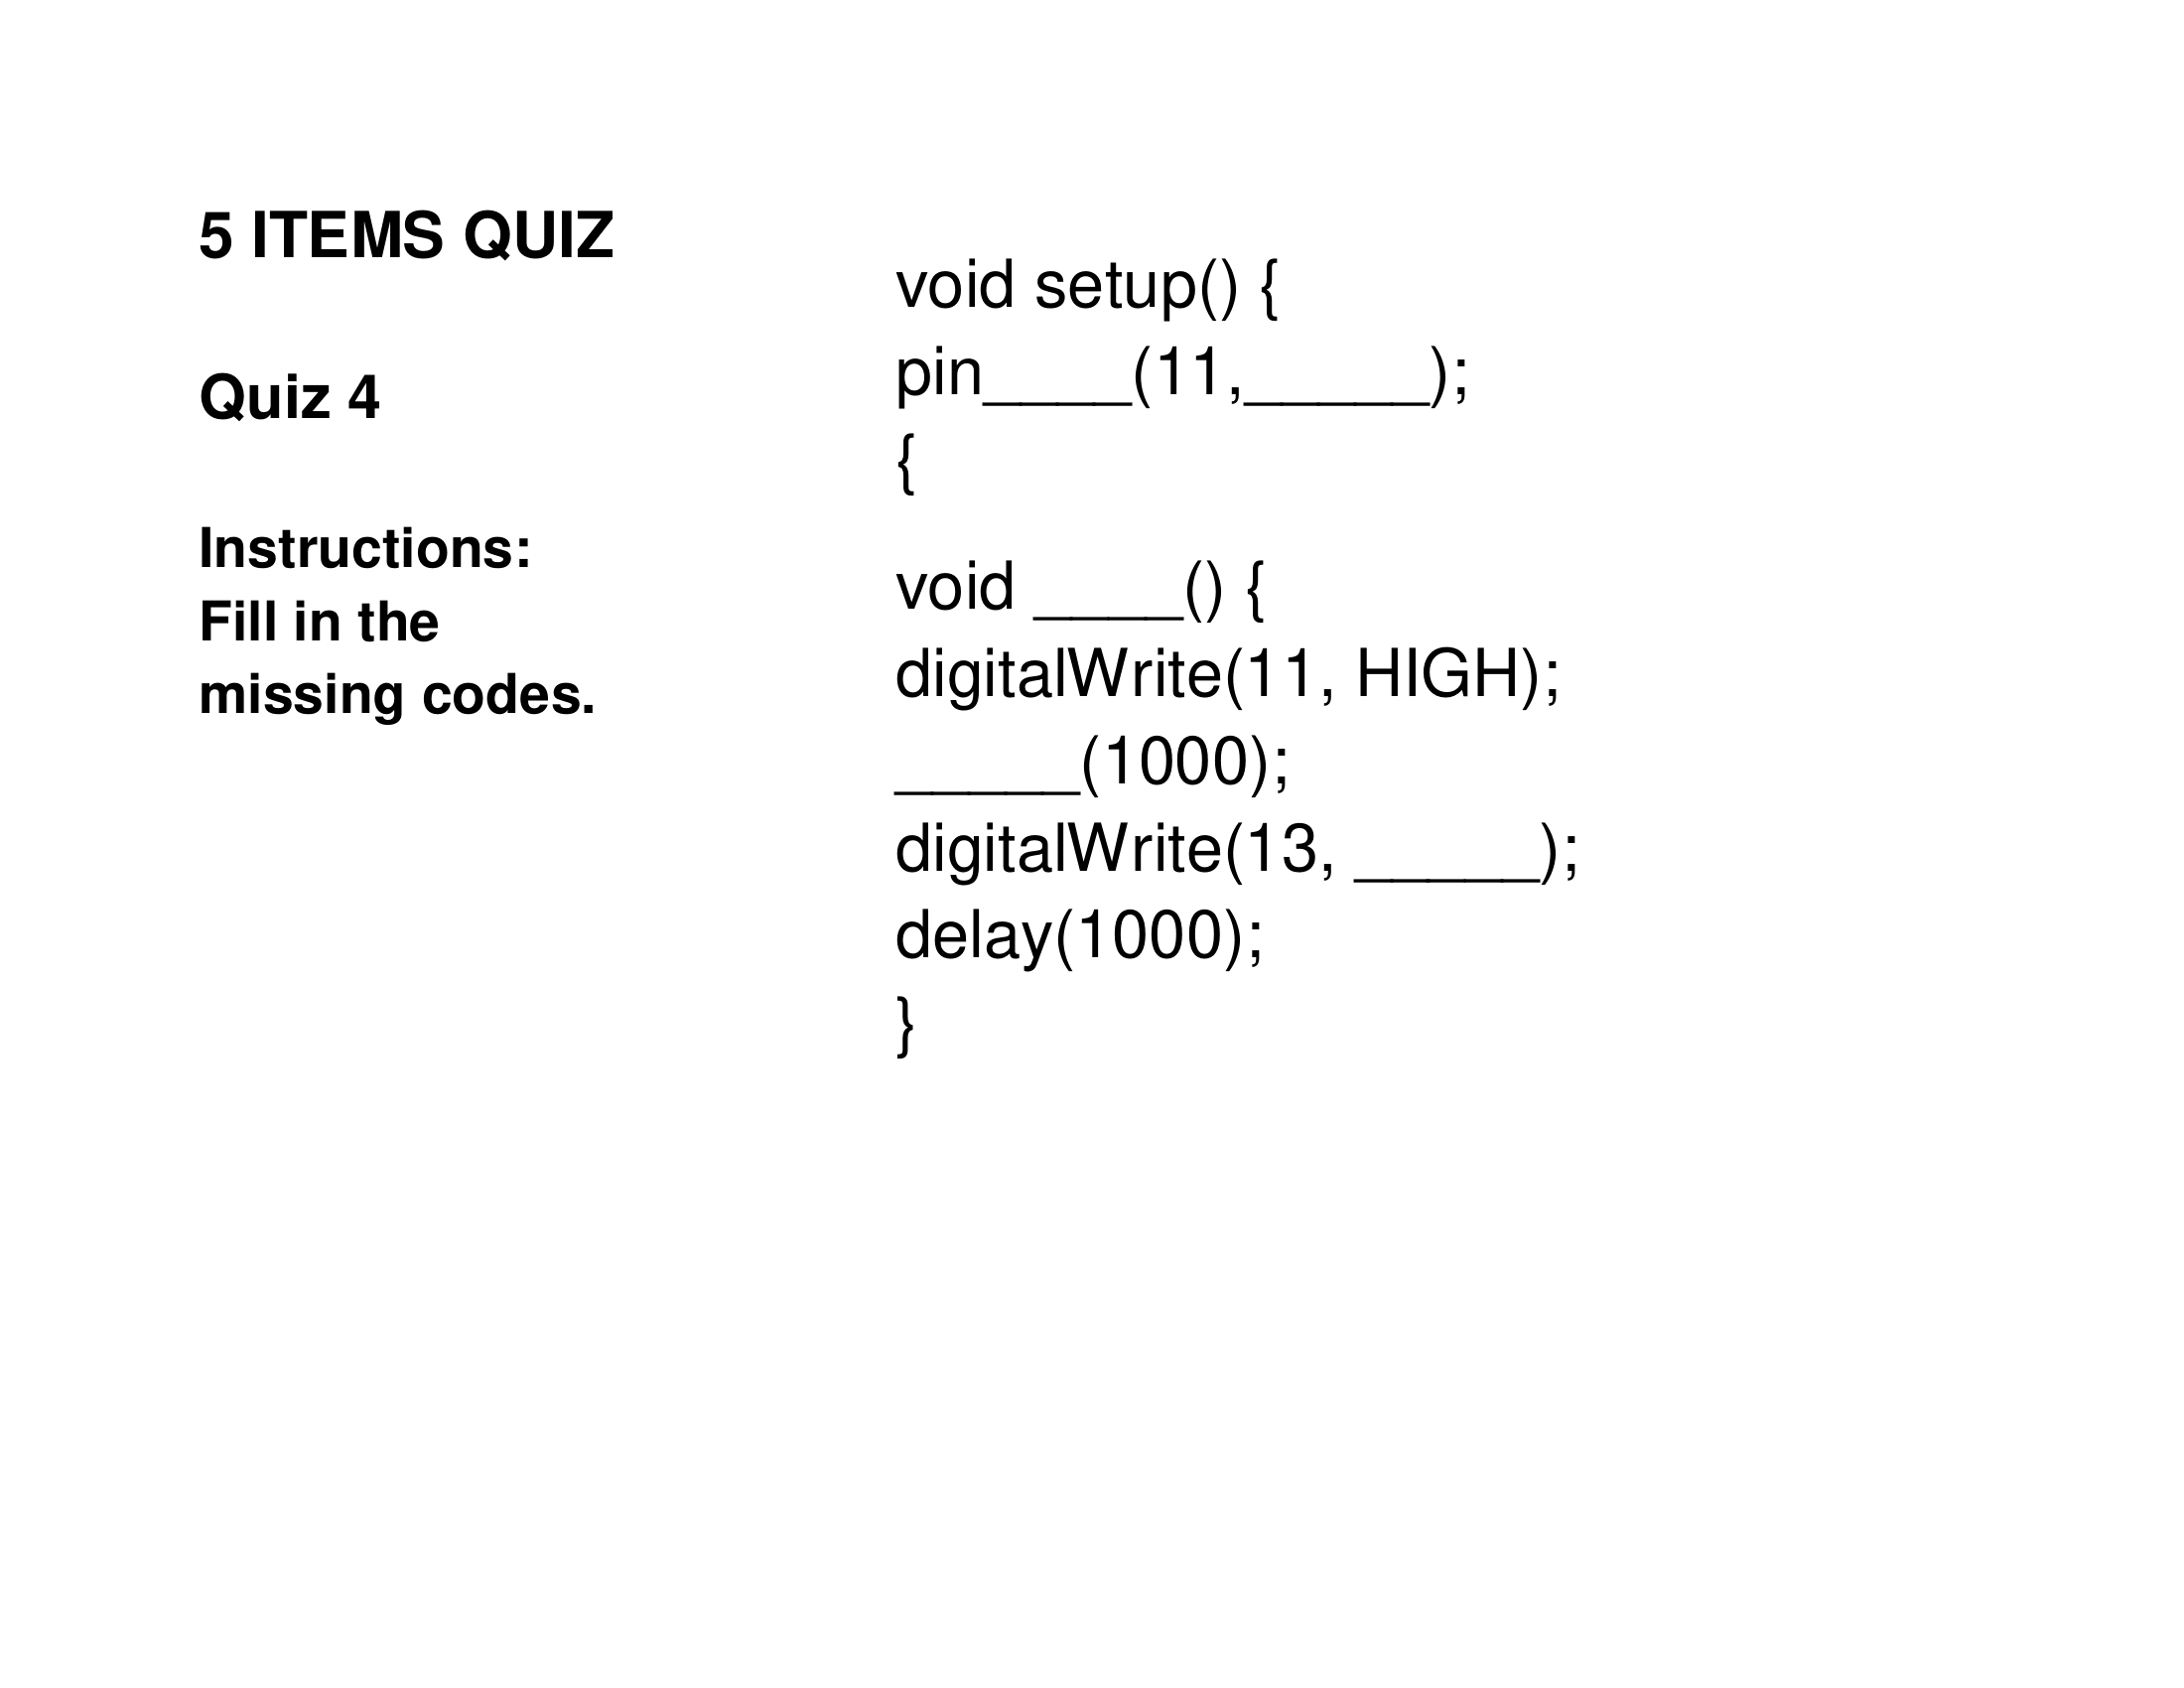 5 ITEMS QUIZ
Quiz 4
Instructions:
Fill in the
missing codes.
void setup() {
pin____(11,_____);
{
void ____() {
digitalWrite(11, HIGH);
_____(1000);
digitalWrite(13, _____);
delay(1000);
}